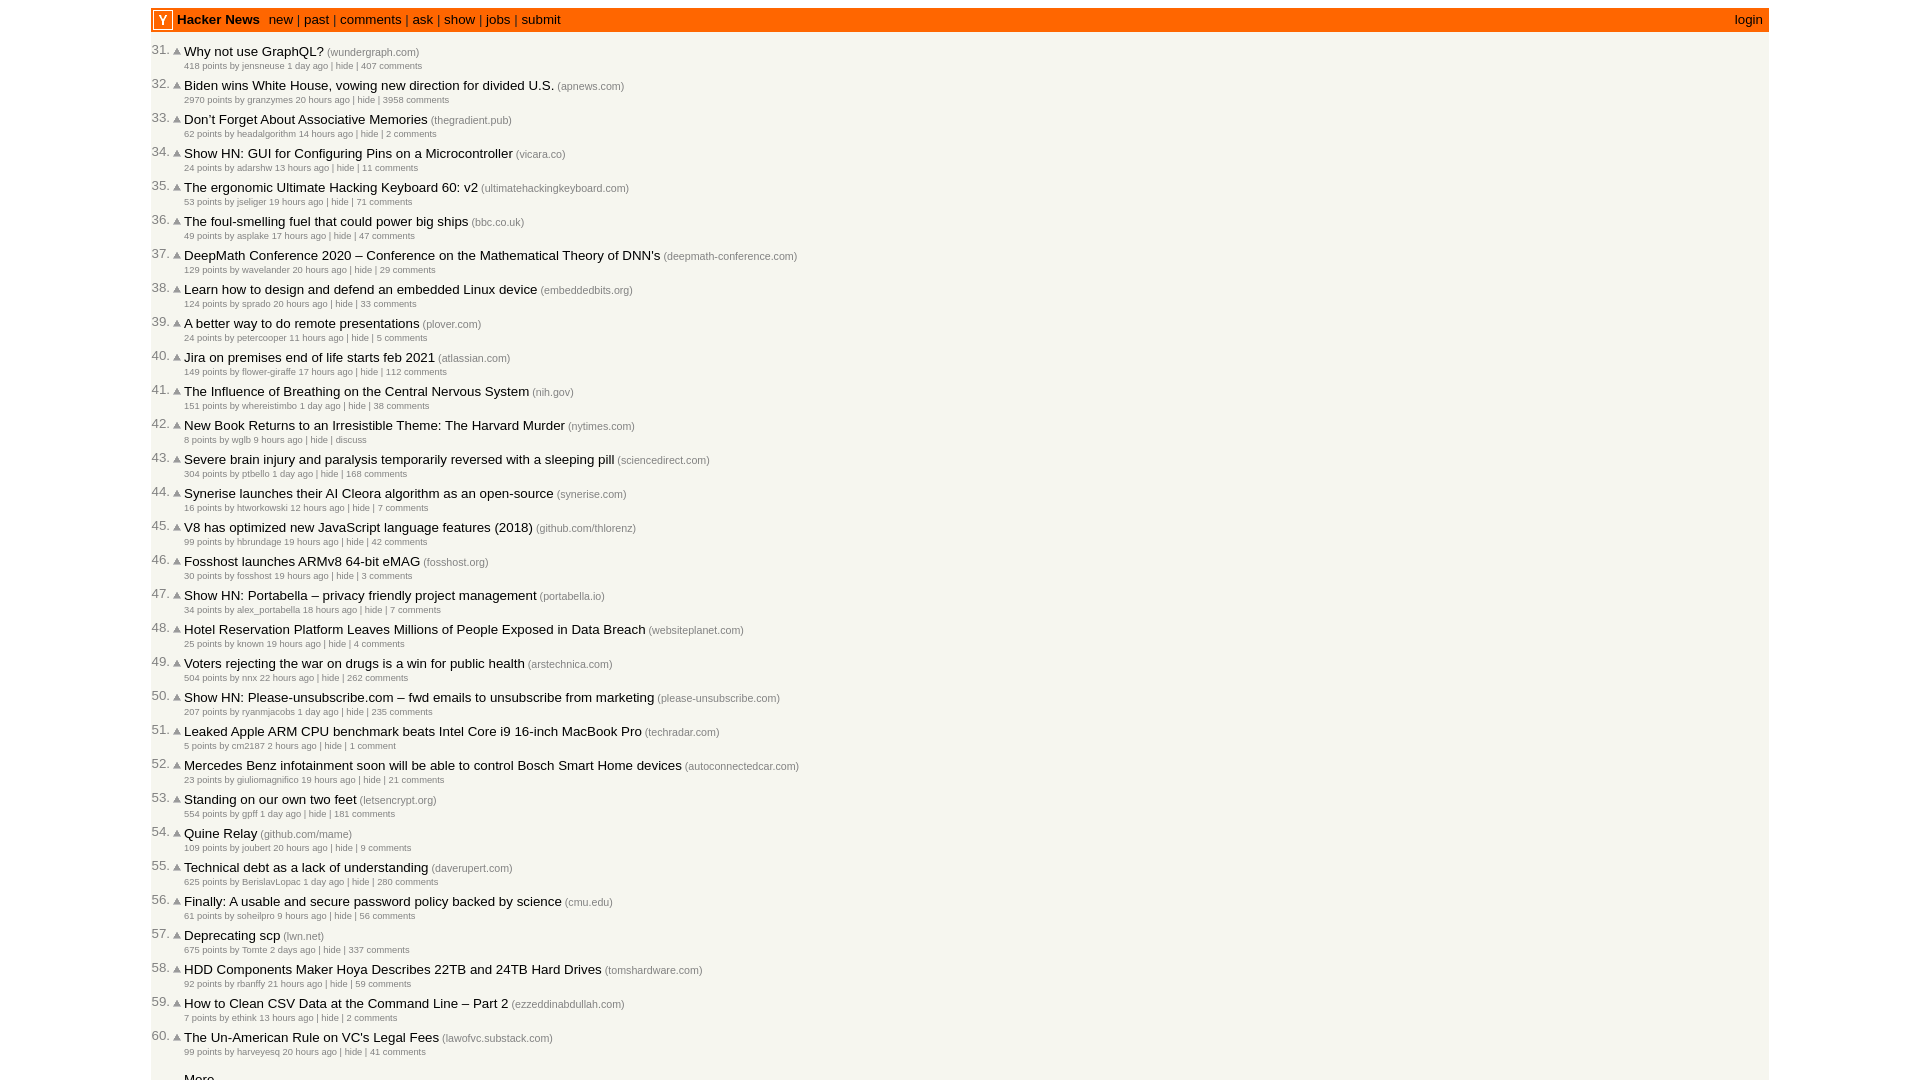 Y Hacker News new | past | comments | ask | show | jobs | submit login
31. Why not use GraphQL? (wundergraph.com)
418 points by jensneuse 1 day ago | hide | 407 comments
32. Biden wins White House, vowing new direction for divided U.S. (apnews.com)
2970 points by granzymes 20 hours ago | hide | 3958 comments
33. Don’t Forget About Associative Memories (thegradient.pub)
62 points by headalgorithm 14 hours ago | hide | 2 comments
34. Show HN: GUI for Configuring Pins on a Microcontroller (vicara.co)
24 points by adarshw 13 hours ago | hide | 11 comments
35. The ergonomic Ultimate Hacking Keyboard 60: v2 (ultimatehackingkeyboard.com)
53 points by jseliger 19 hours ago | hide | 71 comments
36. The foul-smelling fuel that could power big ships (bbc.co.uk)
49 points by asplake 17 hours ago | hide | 47 comments
37. DeepMath Conference 2020 – Conference on the Mathematical Theory of DNN's (deepmath-conference.com)
129 points by wavelander 20 hours ago | hide | 29 comments
38. Learn how to design and defend an embedded Linux device (embeddedbits.org)
124 points by sprado 20 hours ago | hide | 33 comments
39. A better way to do remote presentations (plover.com)
24 points by petercooper 11 hours ago | hide | 5 comments
40. Jira on premises end of life starts feb 2021 (atlassian.com)
149 points by flower-giraffe 17 hours ago | hide | 112 comments
41. The Influence of Breathing on the Central Nervous System (nih.gov)
151 points by whereistimbo 1 day ago | hide | 38 comments
42. New Book Returns to an Irresistible Theme: The Harvard Murder (nytimes.com)
8 points by wglb 9 hours ago | hide | discuss
43. Severe brain injury and paralysis temporarily reversed with a sleeping pill (sciencedirect.com)
304 points by ptbello 1 day ago | hide | 168 comments
44. Synerise launches their AI Cleora algorithm as an open-source (synerise.com)
16 points by htworkowski 12 hours ago | hide | 7 comments
45. V8 has optimized new JavaScript language features (2018) (github.com/thlorenz)
99 points by hbrundage 19 hours ago | hide | 42 comments
46. Fosshost launches ARMv8 64-bit eMAG (fosshost.org)
30 points by fosshost 19 hours ago | hide | 3 comments
47. Show HN: Portabella – privacy friendly project management (portabella.io)
34 points by alex_portabella 18 hours ago | hide | 7 comments
48. Hotel Reservation Platform Leaves Millions of People Exposed in Data Breach (websiteplanet.com)
25 points by known 19 hours ago | hide | 4 comments
49. Voters rejecting the war on drugs is a win for public health (arstechnica.com)
504 points by nnx 22 hours ago | hide | 262 comments
50. Show HN: Please-unsubscribe.com – fwd emails to unsubscribe from marketing (please-unsubscribe.com)
207 points by ryanmjacobs 1 day ago | hide | 235 comments
51. Leaked Apple ARM CPU benchmark beats Intel Core i9 16-inch MacBook Pro (techradar.com)
5 points by cm2187 2 hours ago | hide | 1 comment
52. Mercedes Benz infotainment soon will be able to control Bosch Smart Home devices (autoconnectedcar.com)
23 points by giuliomagnifico 19 hours ago | hide | 21 comments
53. Standing on our own two feet (letsencrypt.org)
554 points by gpff 1 day ago | hide | 181 comments
54. Quine Relay (github.com/mame)
109 points by joubert 20 hours ago | hide | 9 comments
55. Technical debt as a lack of understanding (daverupert.com)
625 points by BerislavLopac 1 day ago | hide | 280 comments
56. Finally: A usable and secure password policy backed by science (cmu.edu)
61 points by soheilpro 9 hours ago | hide | 56 comments
57. Deprecating scp (lwn.net)
675 points by Tomte 2 days ago | hide | 337 comments
58. HDD Components Maker Hoya Describes 22TB and 24TB Hard Drives (tomshardware.com)
92 points by rbanffy 21 hours ago | hide | 59 comments
59. How to Clean CSV Data at the Command Line – Part 2 (ezzeddinabdullah.com)
7 points by ethink 13 hours ago | hide | 2 comments
60. The Un-American Rule on VC's Legal Fees (lawofvc.substack.com)
99 points by harveyesq 20 hours ago | hide | 41 comments
More